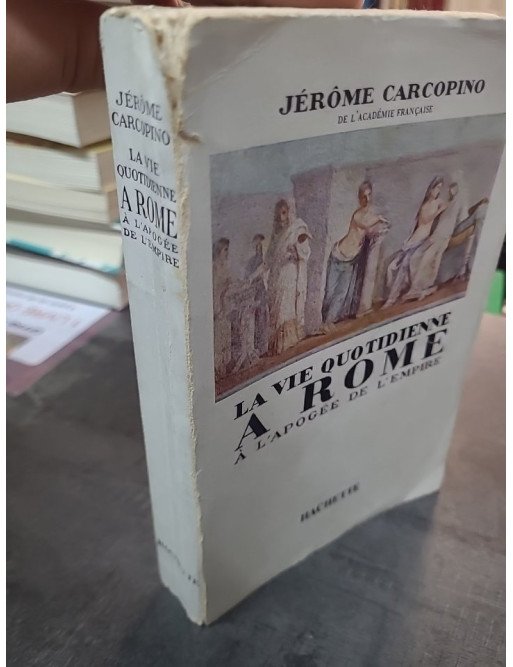 JÉRÔME
CARCOPINO
LA VIE
QUOTIDIENNE
A ROME
À L'APOGÉE
DE L'EMPIRE
JÉRÔME CARCOPINO
DE L'ACADÉMIE FRANÇAISE
LA VIE QUOTIDIENNE
A ROME
À L'APOGÉE DE L'EMPIRE
HACHETTE